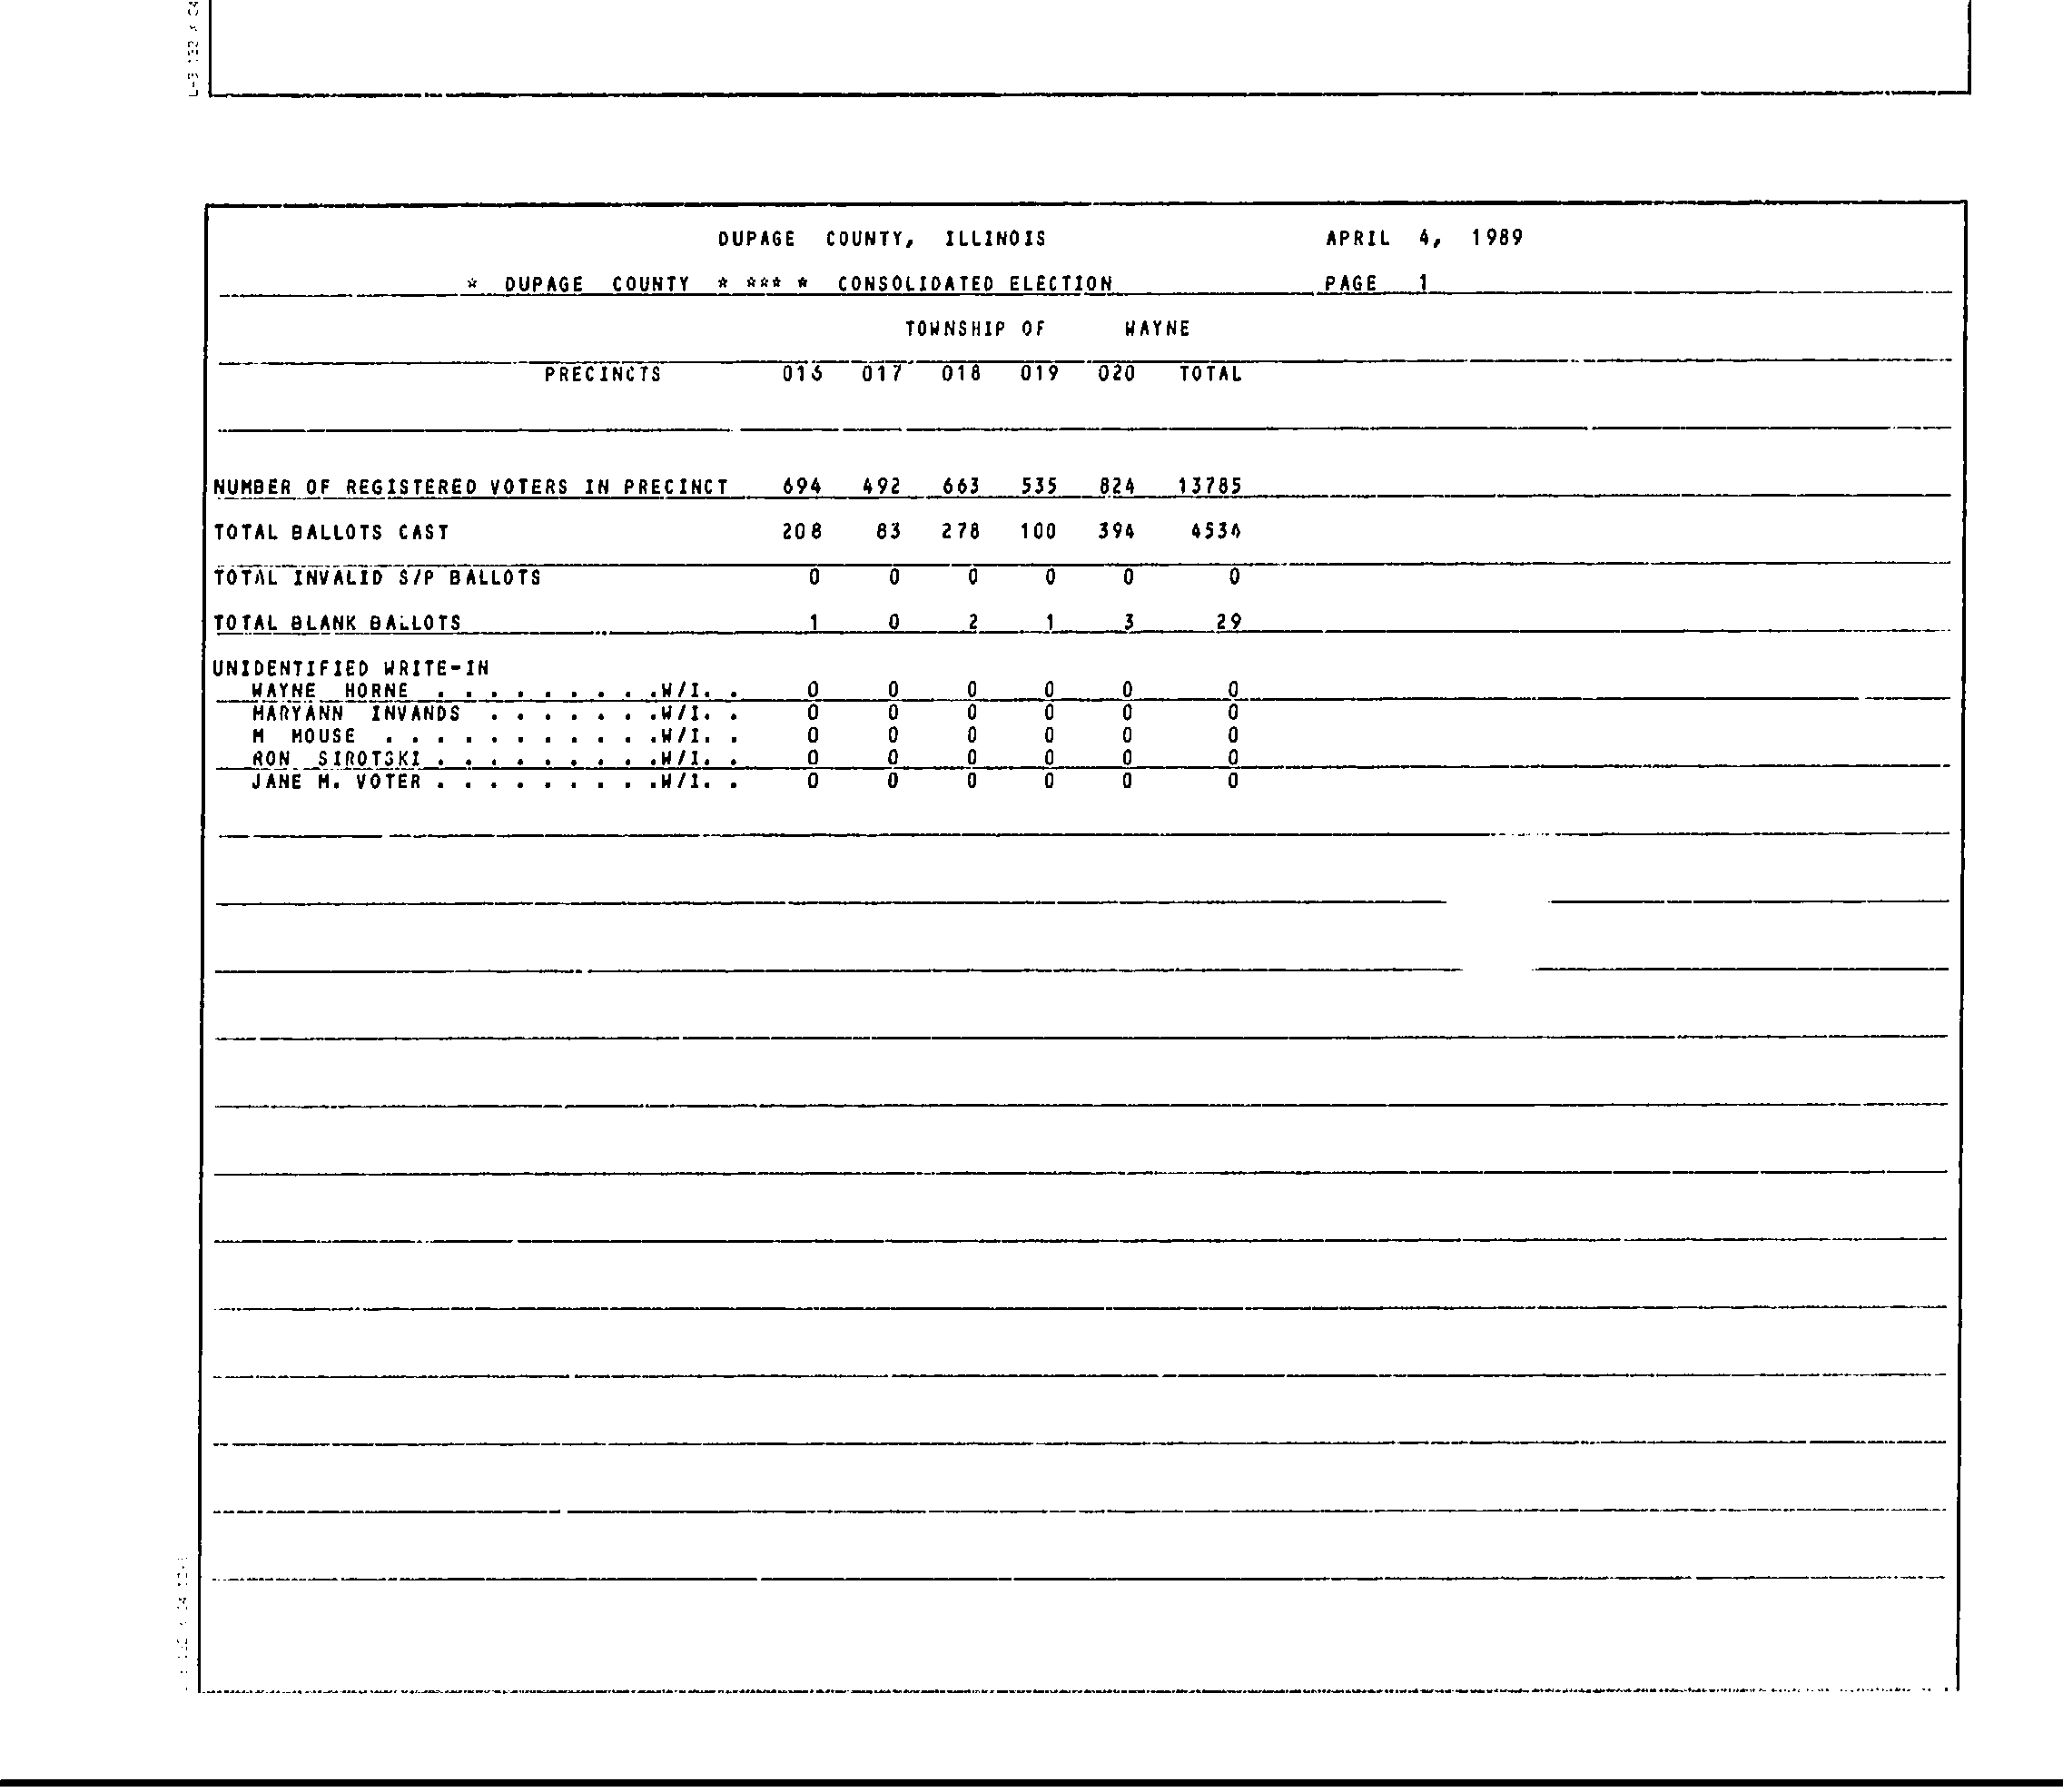 DUPAGE COUNTY, ILLINOIS APRIL 4, 1989
* DUPAGE COUNTY * *** * CONSOLIDATED ELECTION PAGE 1
TOWNSHIP OF WAYNE
PRECINCTS 016 017 018 019 020 TOTAL
NUMBER OF REGISTERED VOTERS IN PRECINCT 694 492 663 535 824 13785
TOTAL BALLOTS CAST 208 83 278 100 394 4534
TOTAL INVALID S/P BALLOTS 0 0 0 0 0 0
TOTAL BLANK BALLOTS 1 0 2 1 3 29
UNIDENTIFIED WRITE-IN
WAYNE HORNE . . . . . . . . .W/I. . 0 0 0 0 0 0
MARYANN INVANDS . . . . . . .W/I. . 0 0 0 0 0 0
M MOUSE . . . . . . . . . . .W/I. . 0 0 0 0 0 0
RON SIROTSKI . . . . . . . . .W/I. . 0 0 0 0 0 0
JANE M. VOTER . . . . . . . . .W/I. . 0 0 0 0 0 0